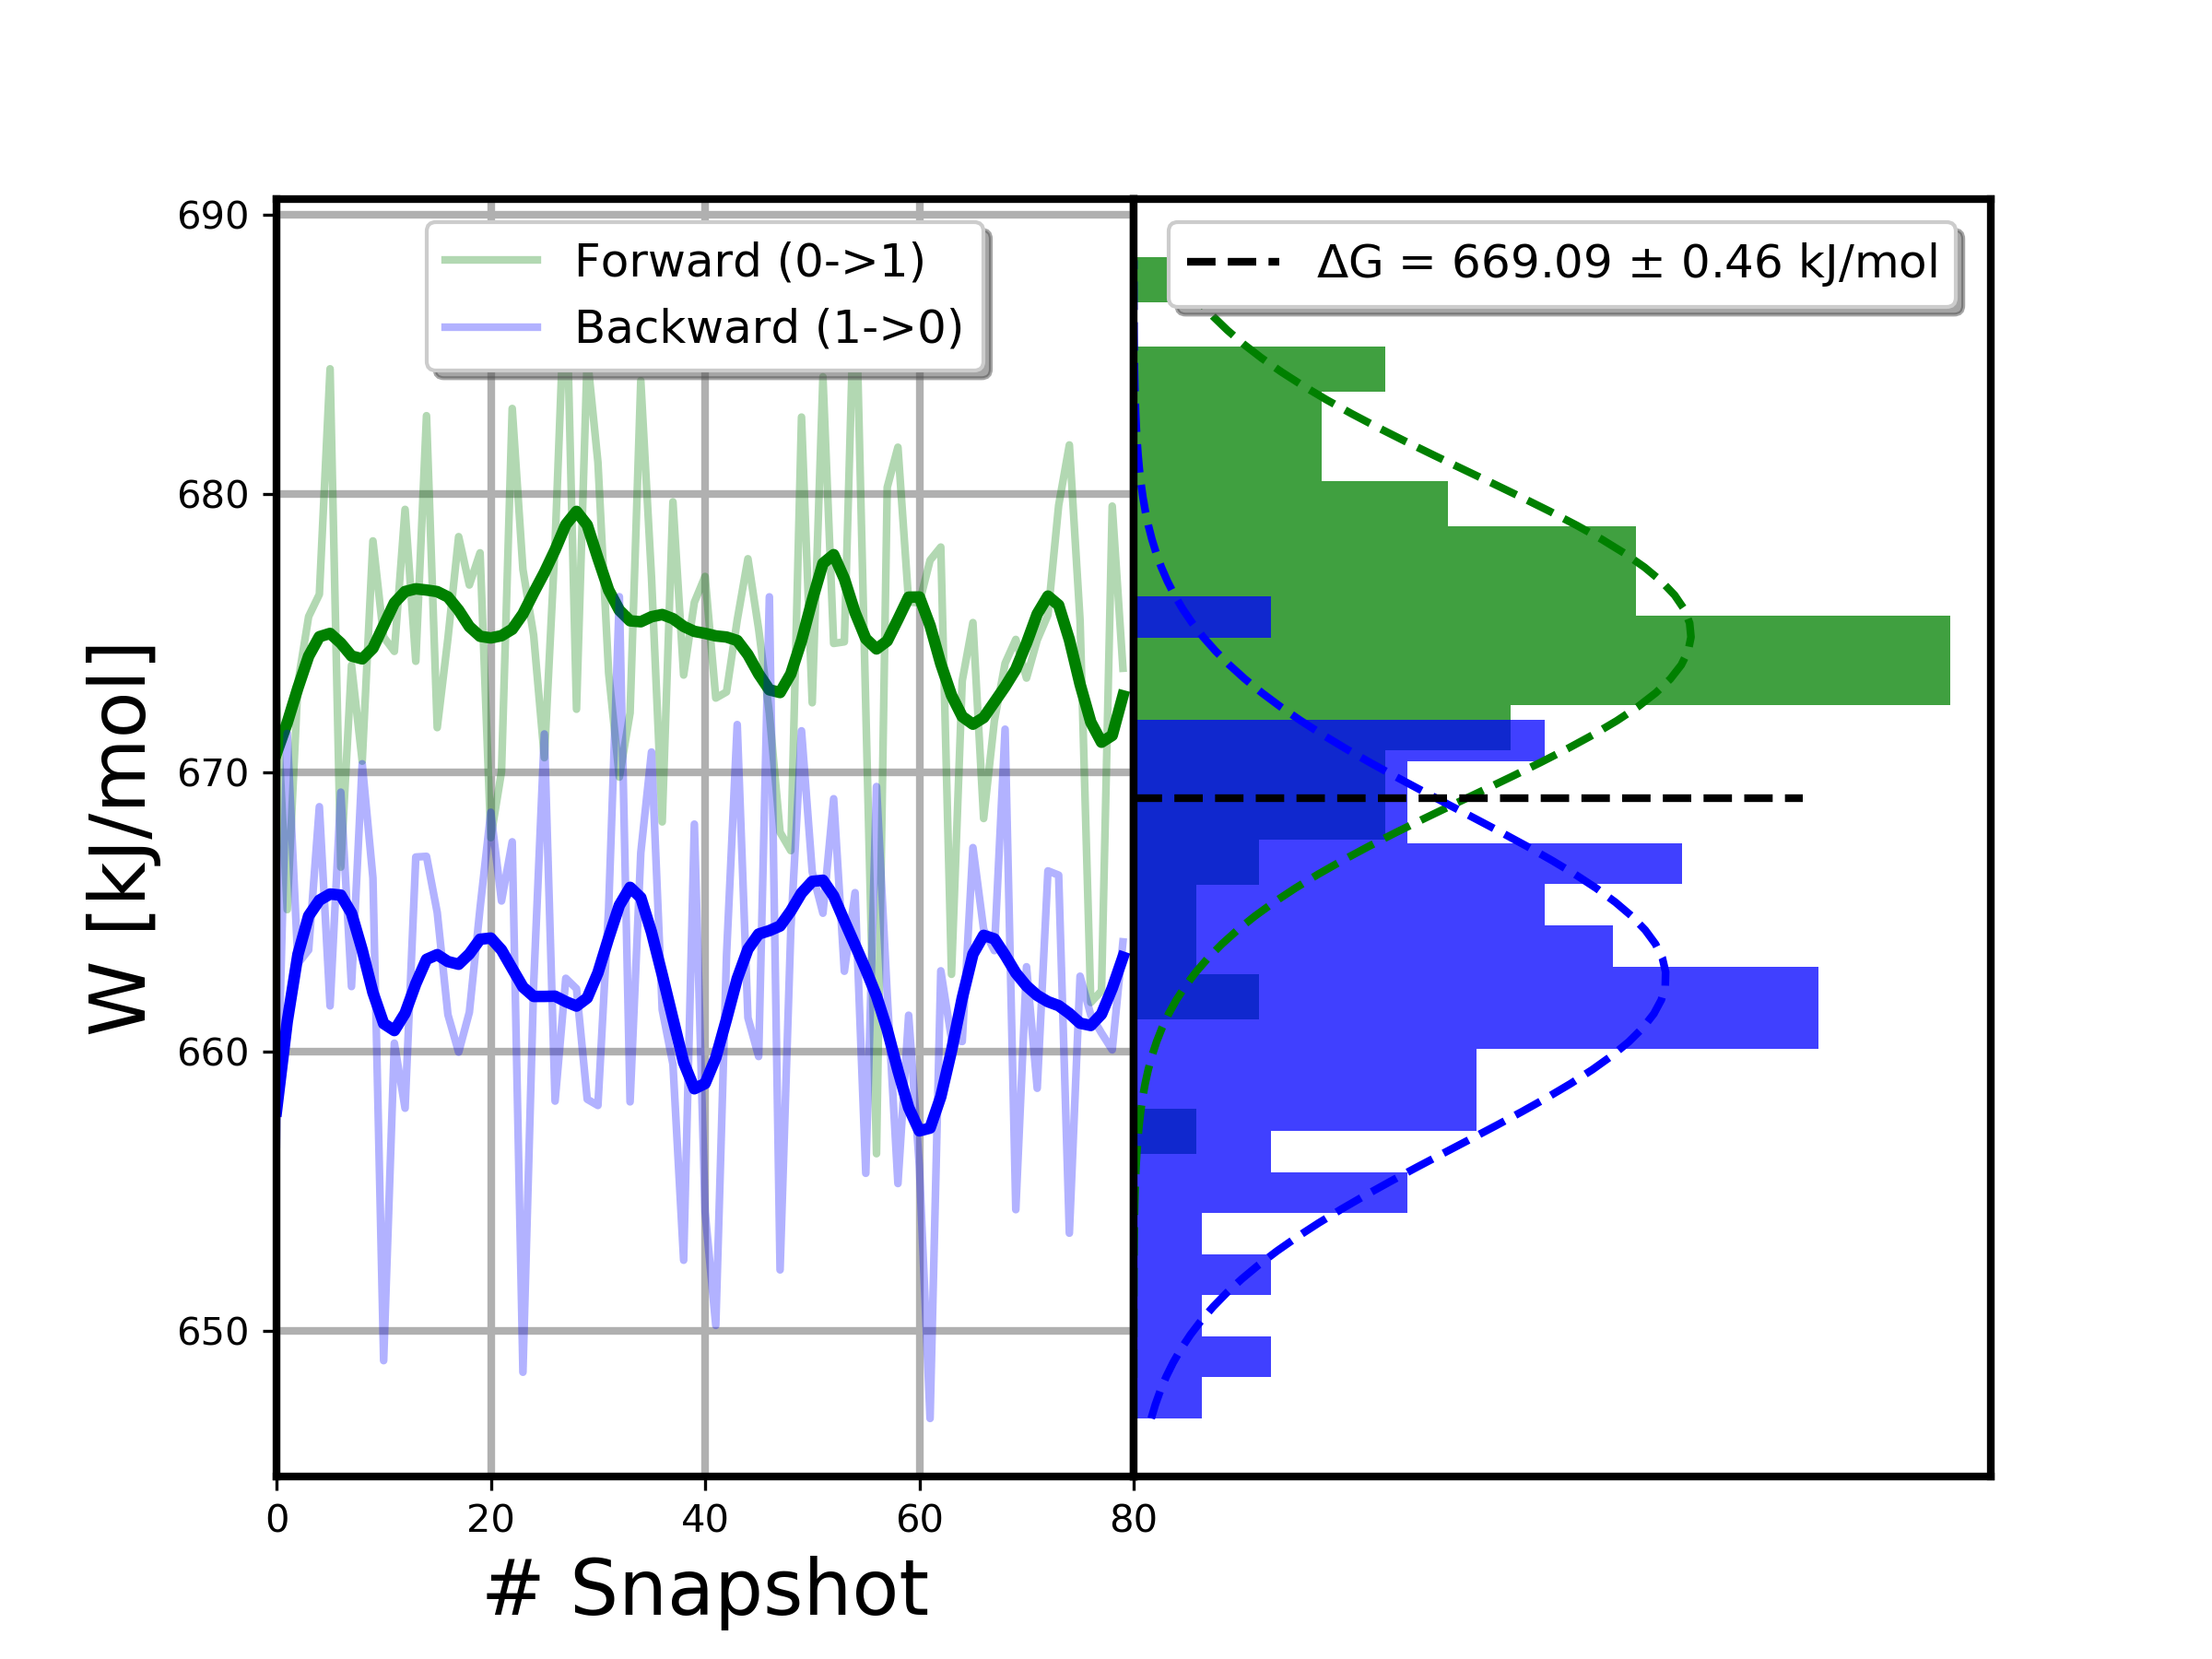 Forward (0->1)
Backward (1->0)
ΔG = 669.09 ± 0.46 kJ/mol
W [kJ/mol]
690
680
670
660
650
0 20 40 60 80
# Snapshot